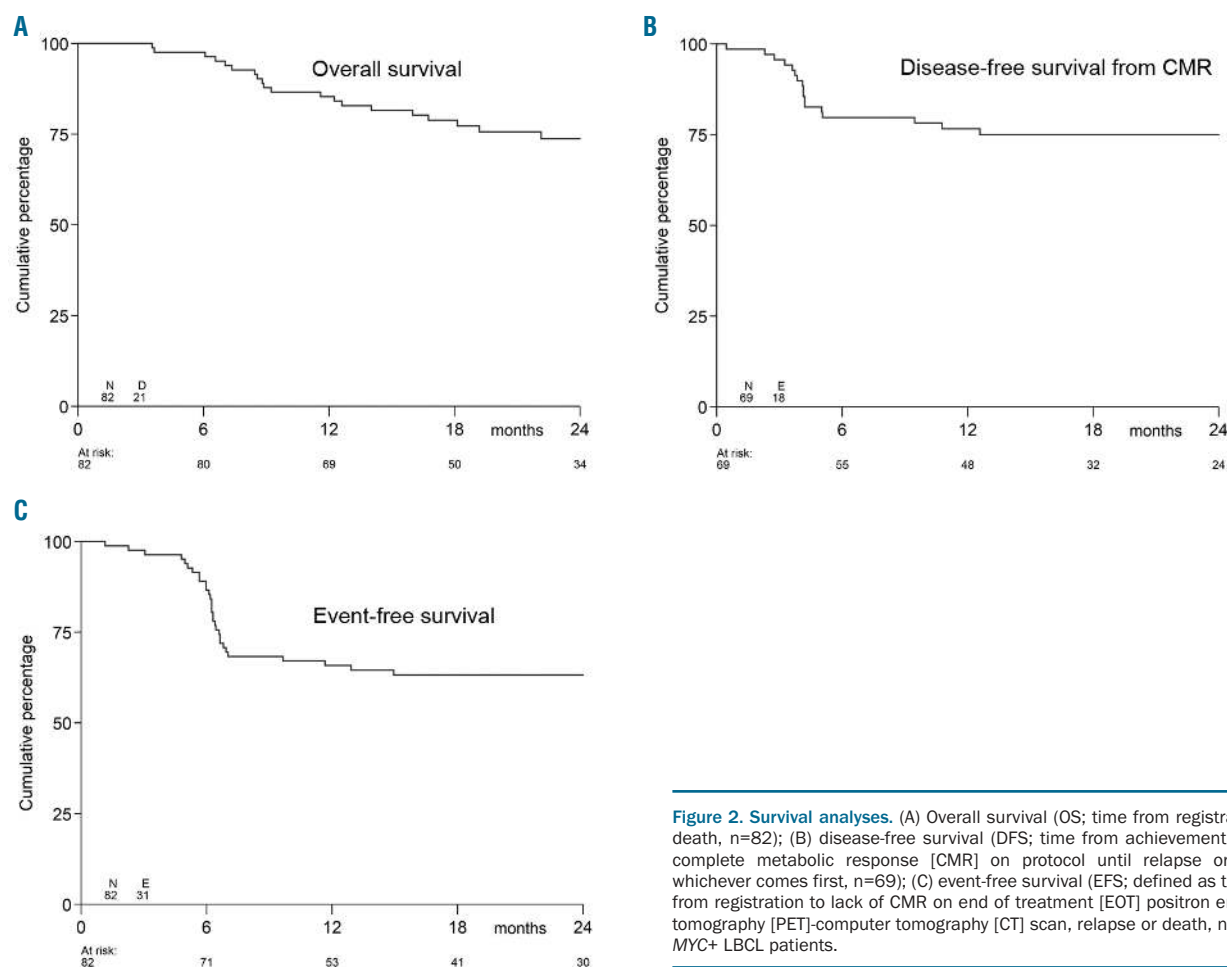 A
100
75
50
25
0
Cumulative percentage
Overall survival
N D
82 21
0 6 12 18 months 24
At risk:
82 80 69 50 34
B
100
75
50
25
0
Cumulative percentage
Disease-free survival from CMR
N E
69 18
0 6 12 18 months 24
At risk:
69 55 48 32 24
C
100
75
50
25
0
Cumulative percentage
Event-free survival
N E
82 31
0 6 12 18 months 24
At risk:
82 71 53 41 30
Figure 2. Survival analyses. (A) Overall survival (OS; time from registra
death, n=82); (B) disease-free survival (DFS; time from achievement
complete metabolic response [CMR] on protocol until relapse or
whichever comes first, n=69); (C) event-free survival (EFS; defined as t
from registration to lack of CMR on end of treatment [EOT] positron e
tomography [PET]-computer tomography [CT] scan, relapse or death, n
MYC+ LBCL patients.